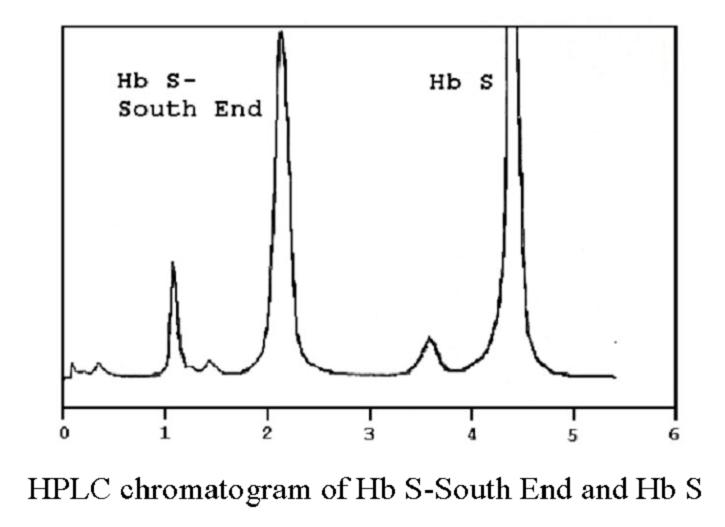 Hb S-
South End
Hb S
0 1 2 3 4 5 6
HPLC chromatogram of Hb S-South End and Hb S